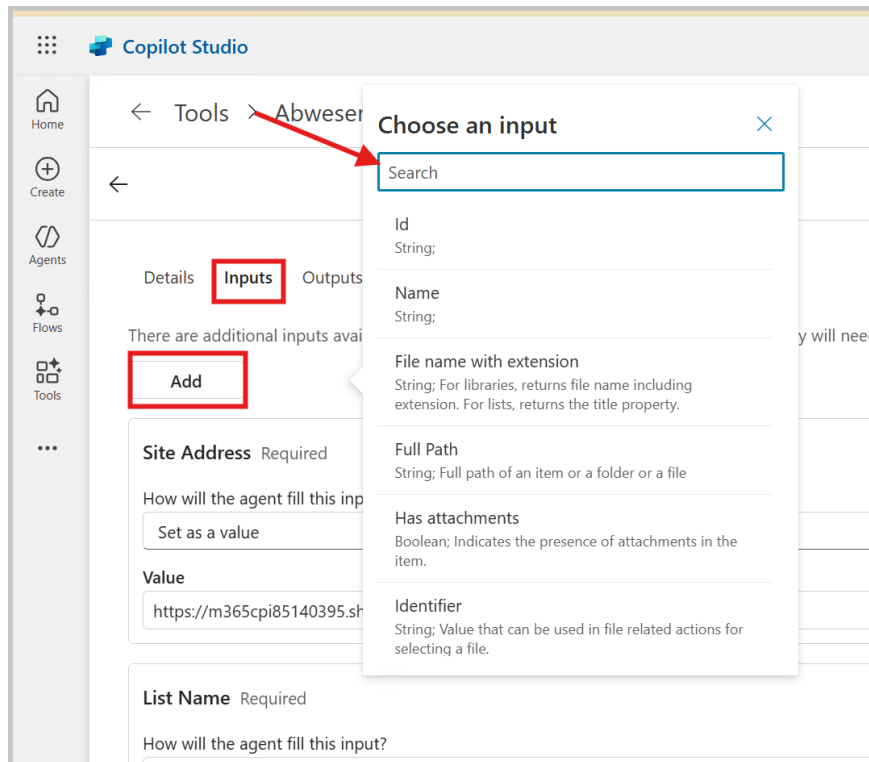 Copilot Studio
Home
Create
Agents
Flows
Tools
Tools > Abweser
Details Inputs Outputs
There are additional inputs avai
y will nee
Add
Site Address Required
How will the agent fill this inp
Set as a value
Value
https://m365cpi85140395.sh
List Name Required
How will the agent fill this input?
Choose an input
Search
Id
String;
Name
String;
File name with extension
String; For libraries, returns file name including
extension. For lists, returns the title property.
Full Path
String; Full path of an item or a folder or a file
Has attachments
Boolean; Indicates the presence of attachments in the
item.
Identifier
String; Value that can be used in file related actions for
selecting a file.